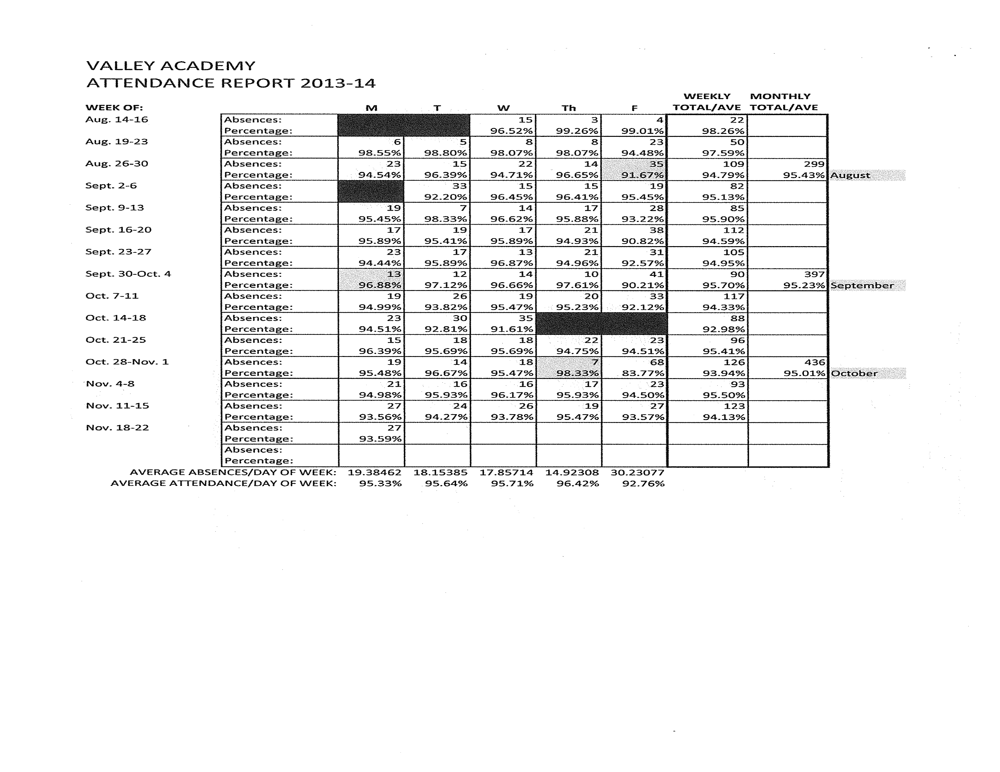 VALLEY ACADEMY
ATTENDANCE REPORT 2013-14
WEEKLY MONTHLY
WEEK OF: M T W Th F TOTAL/AVE TOTAL/AVE
Aug. 14-16 Absences: 15 3 4 22
Percentage: 96.52% 99.26% 99.01% 98.26%
Aug. 19-23 Absences: 6 5 8 8 23 50
Percentage: 98.55% 98.80% 98.07% 98.07% 94.48% 97.59%
Aug. 26-30 Absences: 23 15 22 14 35 109 299
Percentage: 94.54% 96.39% 94.71% 96.65% 91.67% 94.79% 95.43% August
Sept. 2-6 Absences: 33 15 15 19 82
Percentage: 92.20% 96.45% 96.41% 95.45% 95.13%
Sept. 9-13 Absences: 19 7 14 17 28 85
Percentage: 95.45% 98.33% 96.62% 95.88% 93.22% 95.90%
Sept. 16-20 Absences: 17 19 17 21 38 112
Percentage: 95.89% 95.41% 95.89% 94.93% 90.82% 94.59%
Sept. 23-27 Absences: 23 17 13 21 31 105
Percentage: 94.44% 95.89% 96.87% 94.96% 92.57% 94.95%
Sept. 30-Oct. 4 Absences: 13 12 14 10 41 90 397
Percentage: 96.88% 97.12% 96.66% 97.61% 90.21% 95.70% 95.23% September
Oct. 7-11 Absences: 19 26 19 20 33 117
Percentage: 94.99% 93.82% 95.47% 95.23% 92.12% 94.33%
Oct. 14-18 Absences: 23 30 35 88
Percentage: 94.51% 92.81% 91.61% 92.98%
Oct. 21-25 Absences: 15 18 18 22 23 96
Percentage: 96.39% 95.69% 95.69% 94.75% 94.51% 95.41%
Oct. 28-Nov. 1 Absences: 19 14 18 7 68 126 436
Percentage: 95.48% 96.67% 95.47% 98.33% 83.77% 93.94% 95.01% October
Nov. 4-8 Absences: 21 16 16 17 23 93
Percentage: 94.98% 95.93% 96.17% 95.93% 94.50% 95.50%
Nov. 11-15 Absences: 27 24 26 19 27 123
Percentage: 93.56% 94.27% 93.78% 95.47% 93.57% 94.13%
Nov. 18-22 Absences: 27
Percentage: 93.59%
Absences:
Percentage:
AVERAGE ABSENCES/DAY OF WEEK: 19.38462 18.15385 17.85714 14.92308 30.23077
AVERAGE ATTENDANCE/DAY OF WEEK: 95.33% 95.64% 95.71% 96.42% 92.76%